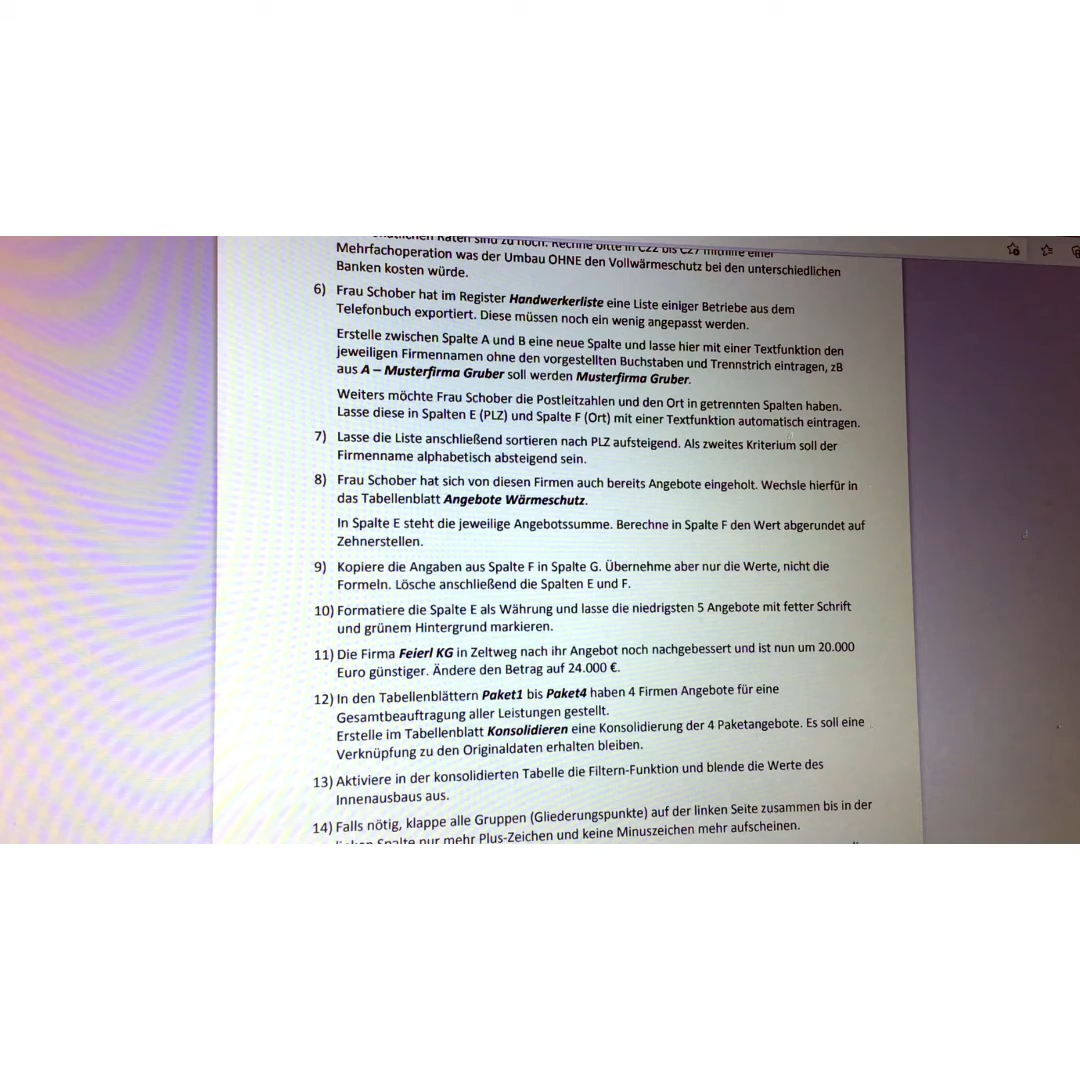 Raten sind zu hoch. Rechne bitte in C22 bis C27 mithilfe einer
Mehrfachoperation was der Umbau OHNE den Vollwärmeschutz bei den unterschiedlichen
Banken kosten würde.
6) Frau Schober hat im Register Handwerkerliste eine Liste einiger Betriebe aus dem
Telefonbuch exportiert. Diese müssen noch ein wenig angepasst werden.
Erstelle zwischen Spalte A und B eine neue Spalte und lasse hier mit einer Textfunktion den
jeweiligen Firmennamen ohne den vorgestellten Buchstaben und Trennstrich eintragen, zB
aus A – Musterfirma Gruber soll werden Musterfirma Gruber.
Weiters möchte Frau Schober die Postleitzahlen und den Ort in getrennten Spalten haben.
Lasse diese in Spalten E (PLZ) und Spalte F (Ort) mit einer Textfunktion automatisch eintragen.
7) Lasse die Liste anschließend sortieren nach PLZ aufsteigend. Als zweites Kriterium soll der
Firmenname alphabetisch absteigend sein.
8) Frau Schober hat sich von diesen Firmen auch bereits Angebote eingeholt. Wechsle hierfür in
das Tabellenblatt Angebote Wärmeschutz.
In Spalte E steht die jeweilige Angebotssumme. Berechne in Spalte F den Wert abgerundet auf
Zehnerstellen.
9) Kopiere die Angaben aus Spalte F in Spalte G. Übernehme aber nur die Werte, nicht die
Formeln. Lösche anschließend die Spalten E und F.
10) Formatiere die Spalte E als Währung und lasse die niedrigsten 5 Angebote mit fetter Schrift
und grünem Hintergrund markieren.
11) Die Firma Feierl KG in Zeltweg nach ihr Angebot noch nachgebessert und ist nun um 20.000
Euro günstiger. Ändere den Betrag auf 24.000 €.
12) In den Tabellenblättern Paket1 bis Paket4 haben 4 Firmen Angebote für eine
Gesamtbeauftragung aller Leistungen gestellt.
Erstelle im Tabellenblatt Konsolidieren eine Konsolidierung der 4 Paketangebote. Es soll eine
Verknüpfung zu den Originaldaten erhalten bleiben.
13) Aktiviere in der konsolidierten Tabelle die Filtern-Funktion und blende die Werte des
Innenausbaus aus.
14) Falls nötig, klappe alle Gruppen (Gliederungspunkte) auf der linken Seite zusammen bis in der
Spalte nur mehr Plus-Zeichen und keine Minuszeichen mehr aufscheinen.